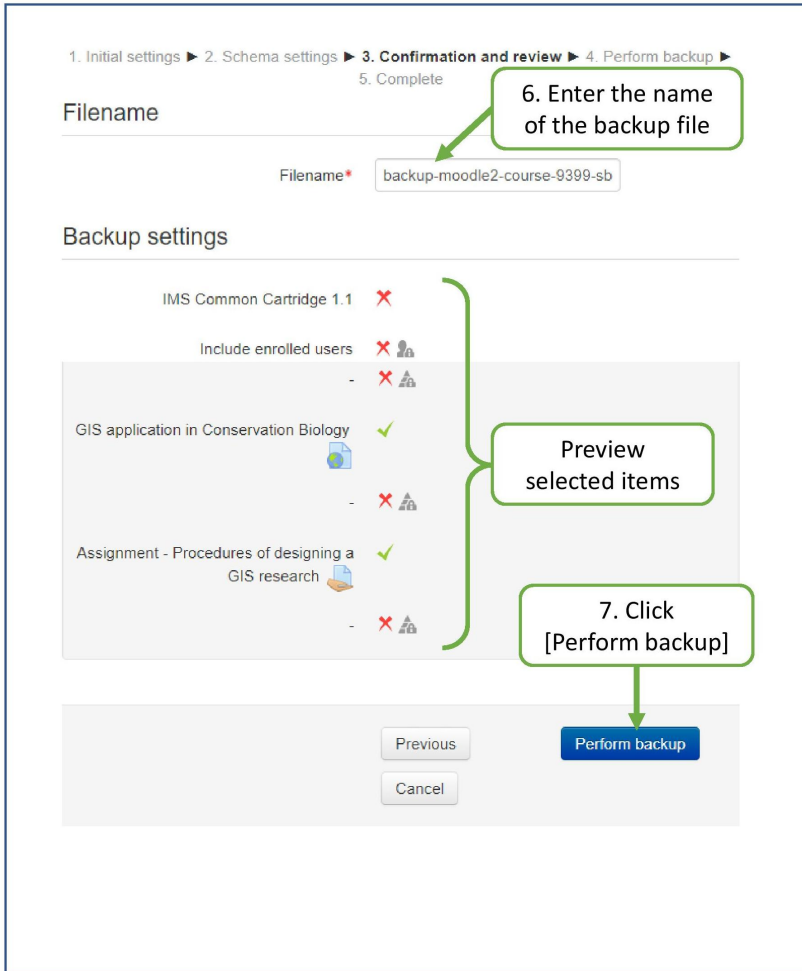 1. Initial settings ► 2. Schema settings ► 3. Confirmation and review ► 4. Perform backup ►
5. Complete
6. Enter the name
of the backup file
Filename
Filename*
backup-moodle2-course-9399-sb
Backup settings
IMS Common Cartridge 1.1
Include enrolled users
-
GIS application in Conservation Biology
Preview
selected items
-
Assignment - Procedures of designing a
GIS research
-
7. Click
[Perform backup]
Previous
Perform backup
Cancel